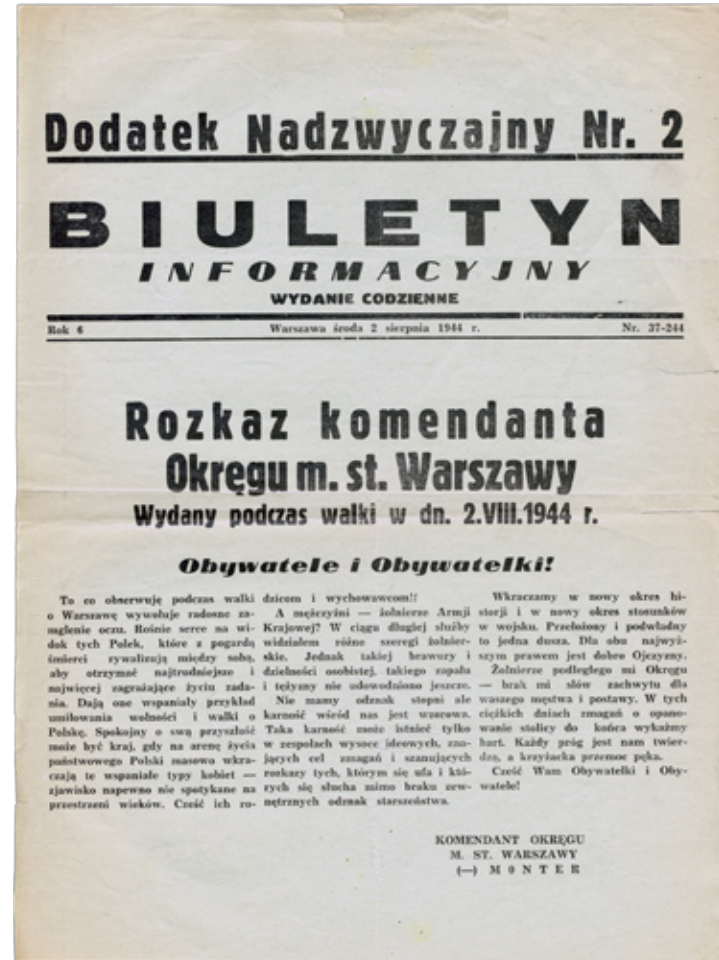 Dodatek Nadzwyczajny Nr. 2
BIULETYN
INFORMACYJNY
WYDANIE CODZIENNE
Rok 6 Warszawa środa 2 sierpnia 1944 r. Nr. 37-244
Rozkaz komendanta
Okręgu m. st. Warszawy
Wydany podczas walki w dn. 2.VIII.1944 r.
Obywatele i Obywatelki!
To co obserwuję podczas walki
o Warszawę wywołuje radosne za-
mglenie oczu. Rośnie serce na wi-
dok tych Polek, które z pogardą
śmierci rywalizują między sobą,
aby otrzymać najtrudniejsze i
najwięcej zagrażające życiu zada-
nia. Dają one wspaniały przykład
umiłowania wolności i walki o
Polskę. Spokojny o swą przyszłość
może być kraj, gdy na arenę życia
państwowego Polski masowo wkra-
czają te wspaniałe typy kobiet —
zjawisko napewno nie spotykane na
przestrzeni wieków. Cześć ich ro-
dzicom i wychowawcom!!
A mężczyźni — żołnierze Armji
Krajowej? W ciągu długiej służby
widziałem różne szeregi żołnier-
skie. Jednak takiej brawury i
dzielności osobistej, takiego zapału
i tężyzny nie udowodniono jeszcze.
Nie mamy odznak stopni ale
karność wśród nas jest wzorowa.
Taka karność może istnieć tylko
w zespołach wysoce ideowych, zna-
jących cel zmagań i szanujących
rozkazy tych, którym się ufa i któ-
rych się słucha mimo braku zew-
nętrznych odznak starszeństwa.
Wkraczamy w nowy okres hi-
storji i w nowy okres stosunków
w wojsku. Przełożony i podwładny
to jedna dusza. Dla obu najwyż-
szym prawem jest dobro Ojczyzny.
Żołnierze podległego mi Okręgu
— brak mi słów zachwytu dla
waszego męstwa i postawy. W tych
ciężkich dniach zmagań o opano-
wanie stolicy do końca wykażmy
hart. Każdy próg jest nam twier-
dzą, a krzyżacka przemoc pęka.
Cześć Wam Obywatelki i Oby-
watele!
KOMENDANT OKRĘGU
M. ST. WARSZAWY
(—) MONTER